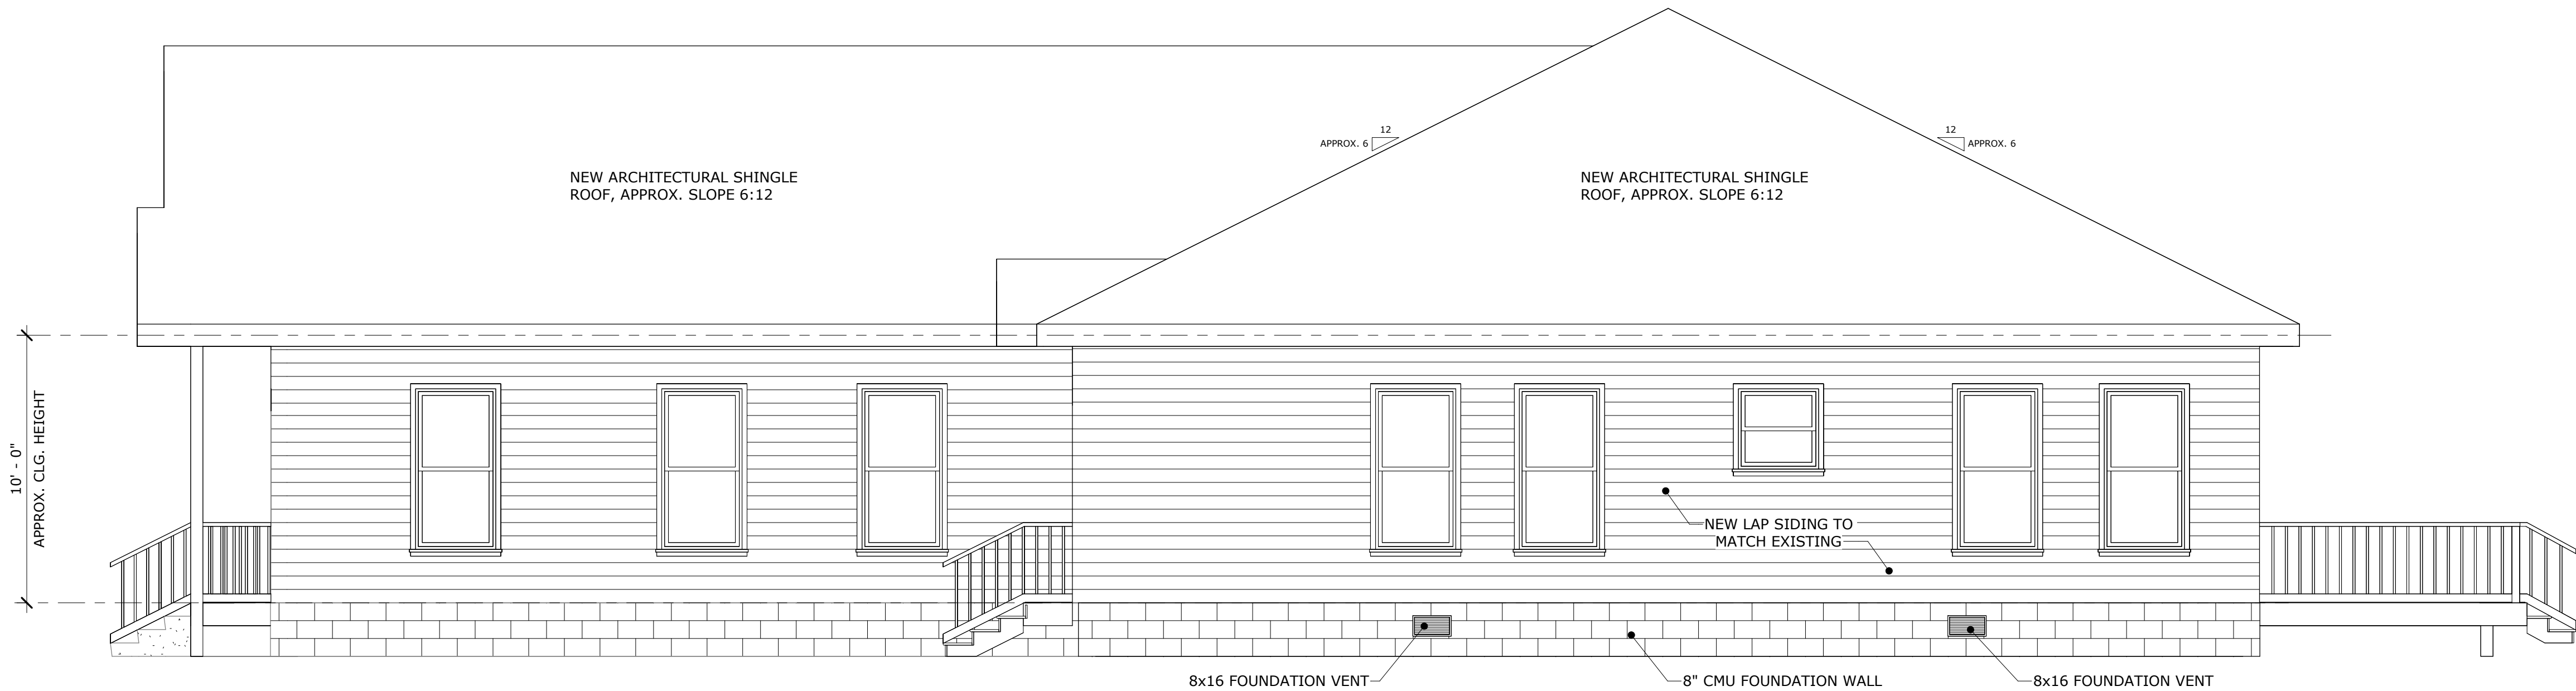 12
APPROX. 6
12
APPROX. 6
NEW ARCHITECTURAL SHINGLE
ROOF, APPROX. SLOPE 6:12
NEW ARCHITECTURAL SHINGLE
ROOF, APPROX. SLOPE 6:12
10' - 0"
APPROX. CLG. HEIGHT
NEW LAP SIDING TO
MATCH EXISTING
8x16 FOUNDATION VENT
8" CMU FOUNDATION WALL
8x16 FOUNDATION VENT